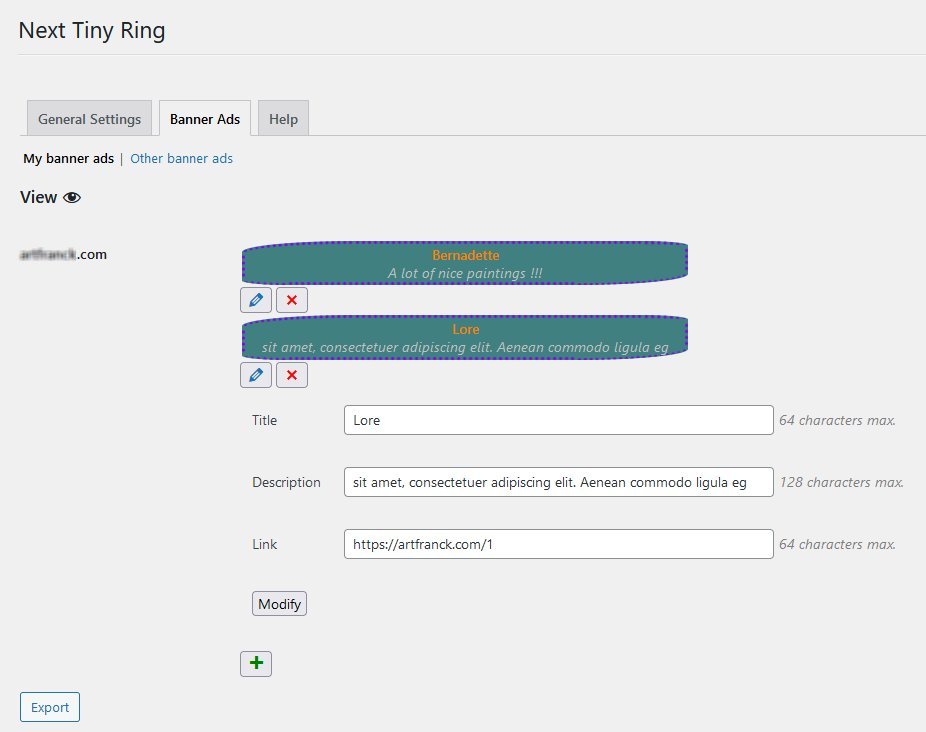 Next Tiny Ring
General Settings Banner Ads Help
My banner ads | Other banner ads
View
.com
Bernadette
A lot of nice paintings !!!
Lore
sit amet, consectetuer adipiscing elit. Aenean commodo ligula eg
Title Lore 64 characters max.
Description sit amet, consectetuer adipiscing elit. Aenean commodo ligula eg 128 characters max.
Link https://artfranck.com/1 64 characters max.
Modify
Export